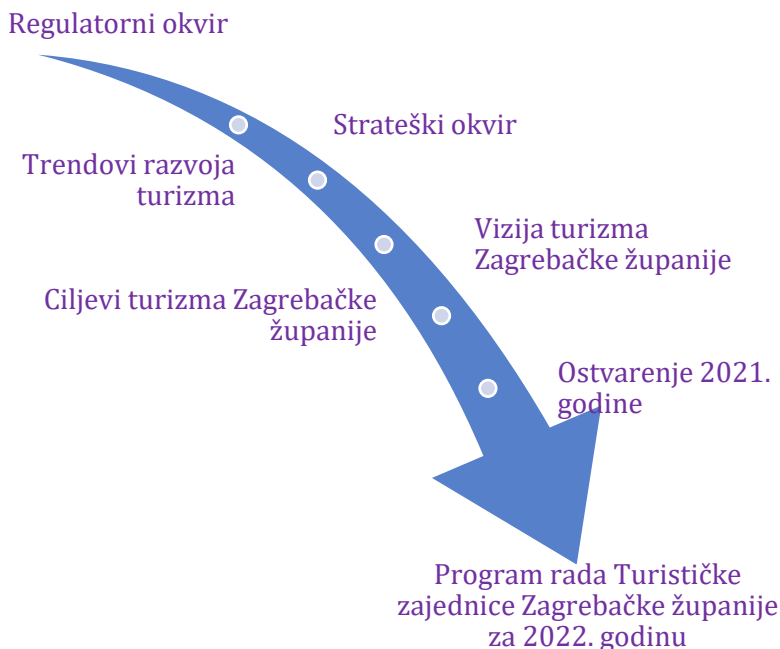 Regulatorni okvir
Strateški okvir
Trendovi razvoja
turizma
Vizija turizma
Zagrebačke županije
Ciljevi turizma Zagrebačke
županije
Ostvarenje 2021.
godine
Program rada Turističke
zajednice Zagrebačke županije
za 2022. godinu